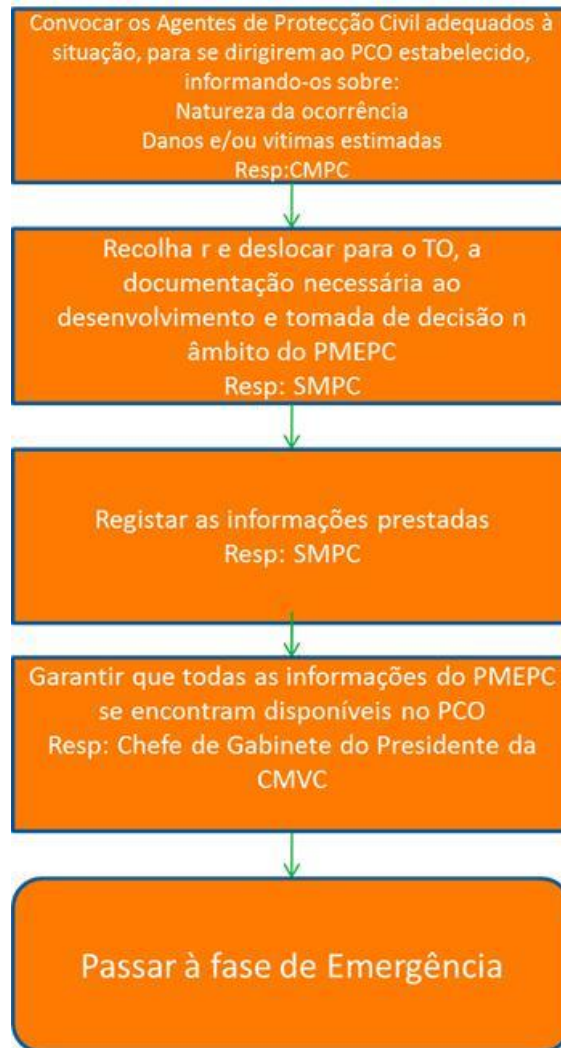 Convocar os Agentes de Protecção Civil adequados à
situação, para se dirigirem ao PCO estabelecido,
informando-os sobre:
Natureza da ocorrência
Danos e/ou vitimas estimadas
Resp:CMPC
Recolha r e deslocar para o TO, a
documentação necessária ao
desenvolvimento e tomada de decisão n
âmbito do PMEPC
Resp: SMPC
Registar as informações prestadas
Resp: SMPC
Garantir que todas as informações do PMEPC
se encontram disponíveis no PCO
Resp: Chefe de Gabinete do Presidente da
CMVC
Passar à fase de Emergência